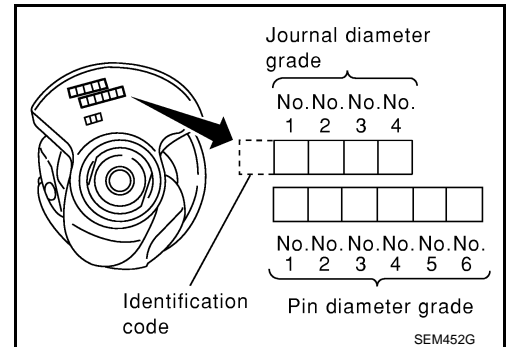 Journal diameter
grade
No. No. No. No.
1 2 3 4
No. No. No. No. No. No.
1 2 3 4 5 6
Identification
code
Pin diameter grade
SEM452G